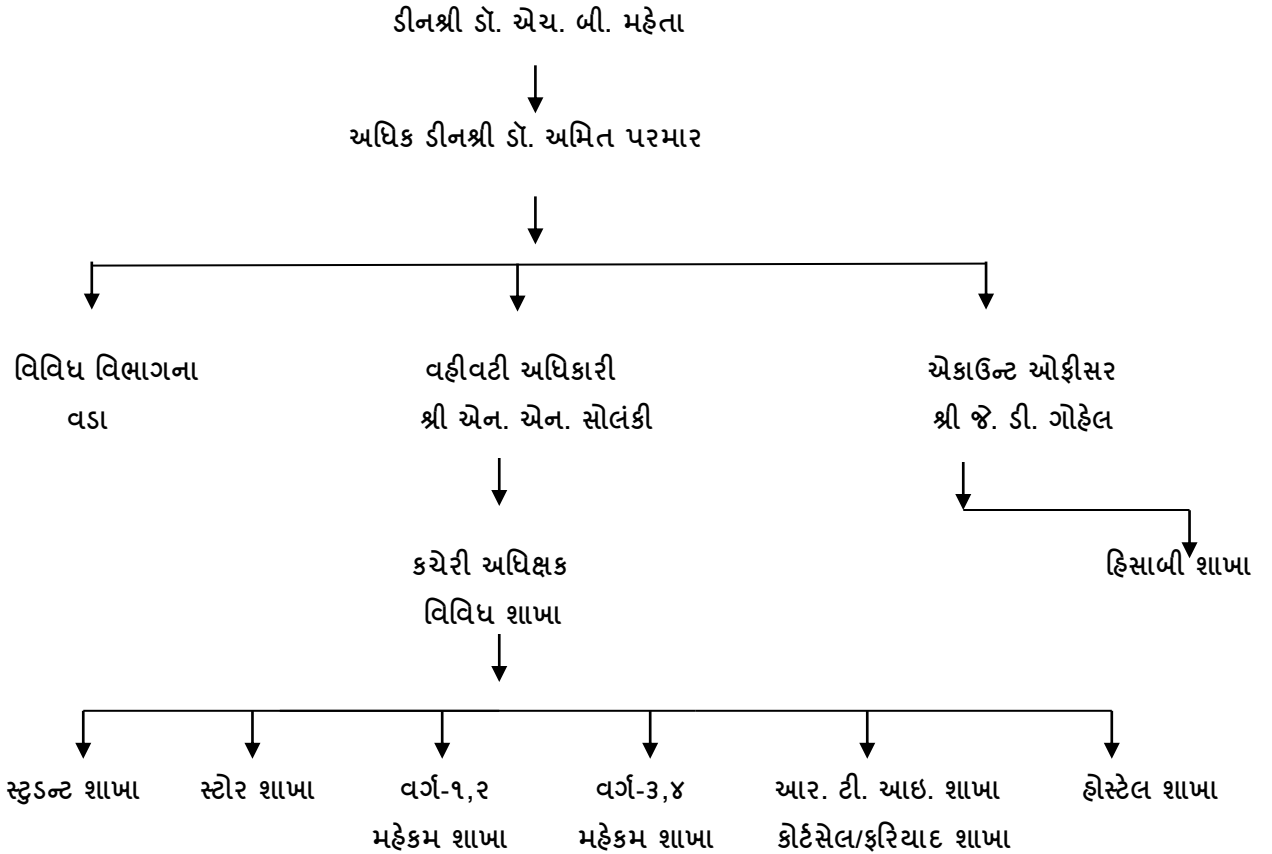 ડીનશ્રી ડૉ. એચ. બી. મહેતા
અધિક ડીનશ્રી ડૉ. અમિત પરમાર
વિવિધ વિભાગના
વડા
વહીવટી અધિકારી
શ્રી એન. એન. સોલંકી
એકાઉન્ટ ઓફીસર
શ્રી જે. ડી. ગોહેલ
કચેરી અધિક્ષક
વિવિધ શાખા
હિસાબી શાખા
સ્ટુડન્ટ શાખા
સ્ટોર શાખા
વર્ગ-૧,૨
મહેકમ શાખા
વર્ગ-૩,૪
મહેકમ શાખા
આર. ટી. આઇ. શાખા
કોર્ટસેલ/ફરિયાદ શાખા
હોસ્ટેલ શાખા